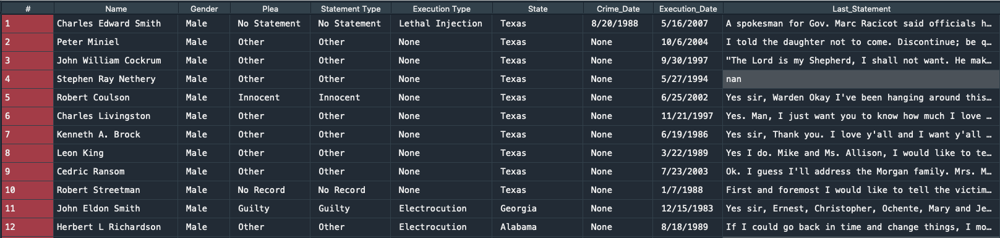 # Name Gender Plea Statement Type Execution Type State Crime_Date Execution_Date Last_Statement
1 Charles Edward Smith Male No Statement No Statement Lethal Injection Texas 8/20/1988 5/16/2007 A spokesman for Gov. Marc Racicot said officials h…
2 Peter Miniel Male Other Other None Texas None 10/6/2004 I told the daughter not to come. Discontinue; be q…
3 John William Cockrum Male Other Other None Texas None 9/30/1997 "The Lord is my Shepherd, I shall not want. He mak…
4 Stephen Ray Nethery Male Other Other None Texas None 5/27/1994 nan
5 Robert Coulson Male Innocent Innocent None Texas None 6/25/2002 Yes sir, Warden Okay I've been hanging around this…
6 Charles Livingston Male Other Other None Texas None 11/21/1997 Yes. Man, I just want you to know how much I love …
7 Kenneth A. Brock Male Other Other None Texas None 6/19/1986 Yes sir, Thank you. I love y'all and I want y'all …
8 Leon King Male Other Other None Texas None 3/22/1989 Yes I do. Mike and Ms. Allison, I would like to te…
9 Cedric Ransom Male Other Other None Texas None 7/23/2003 Ok. I guess I'll address the Morgan family. Mrs. M…
10 Robert Streetman Male No Record No Record None Texas None 1/7/1988 First and foremost I would like to tell the victim…
11 John Eldon Smith Male Guilty Guilty Electrocution Georgia None 12/15/1983 Yes sir, Ernest, Christopher, Ochente, Mary and Je…
12 Herbert L Richardson Male Other Other Electrocution Alabama None 8/18/1989 If I could go back in time and change things, I mo…